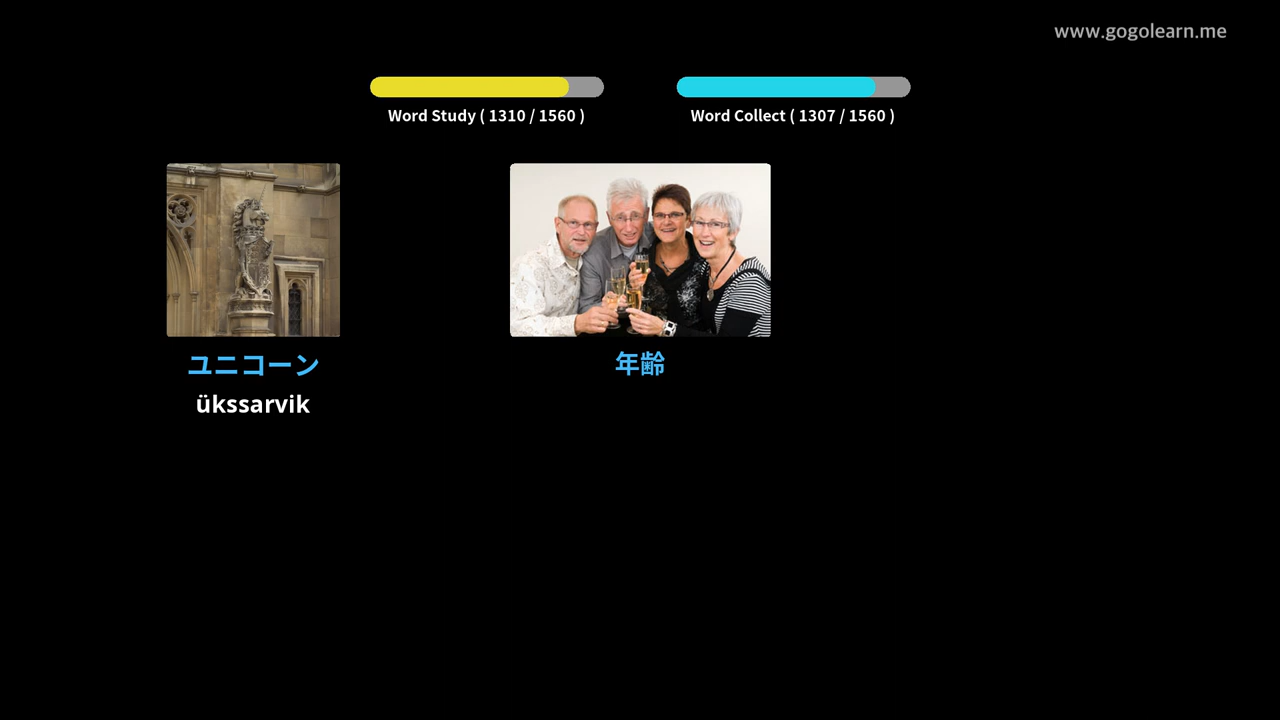 www.gogolearn.me
Word Study ( 1310 / 1560 )
Word Collect ( 1307 / 1560 )
ユニコーン
ükssarvik
年齢